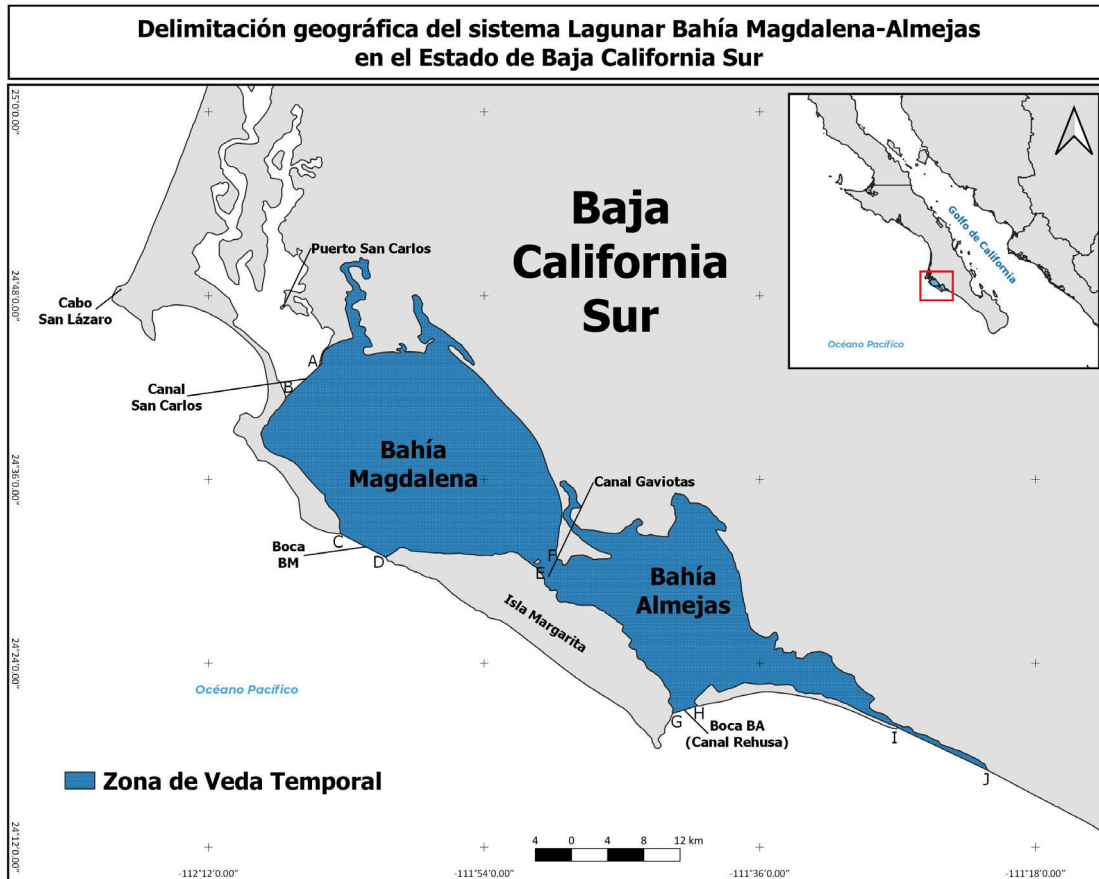 Delimitación geográfica del sistema Lagunar Bahía Magdalena-Almejas
en el Estado de Baja California Sur
25°0'0.00"
24°48'0.00"
24°36'0.00"
24°24'0.00"
24°12'0.00"
Puerto San Carlos
Cabo
San Lázaro
Baja
California
Sur
Golfo de California
Océano Pacífico
A
B
Canal
San Carlos
Bahía
Magdalena
Canal Gaviotas
C
Boca
BM
D
F
E
Bahía
Almejas
Isla Margarita
Océano Pacífico
G
H
Boca BA
(Canal Rehusa)
I
J
Zona de Veda Temporal
4 0 4 8 12 km
-112°12'0.00"
-111°54'0.00"
-111°36'0.00"
-111°18'0.00"